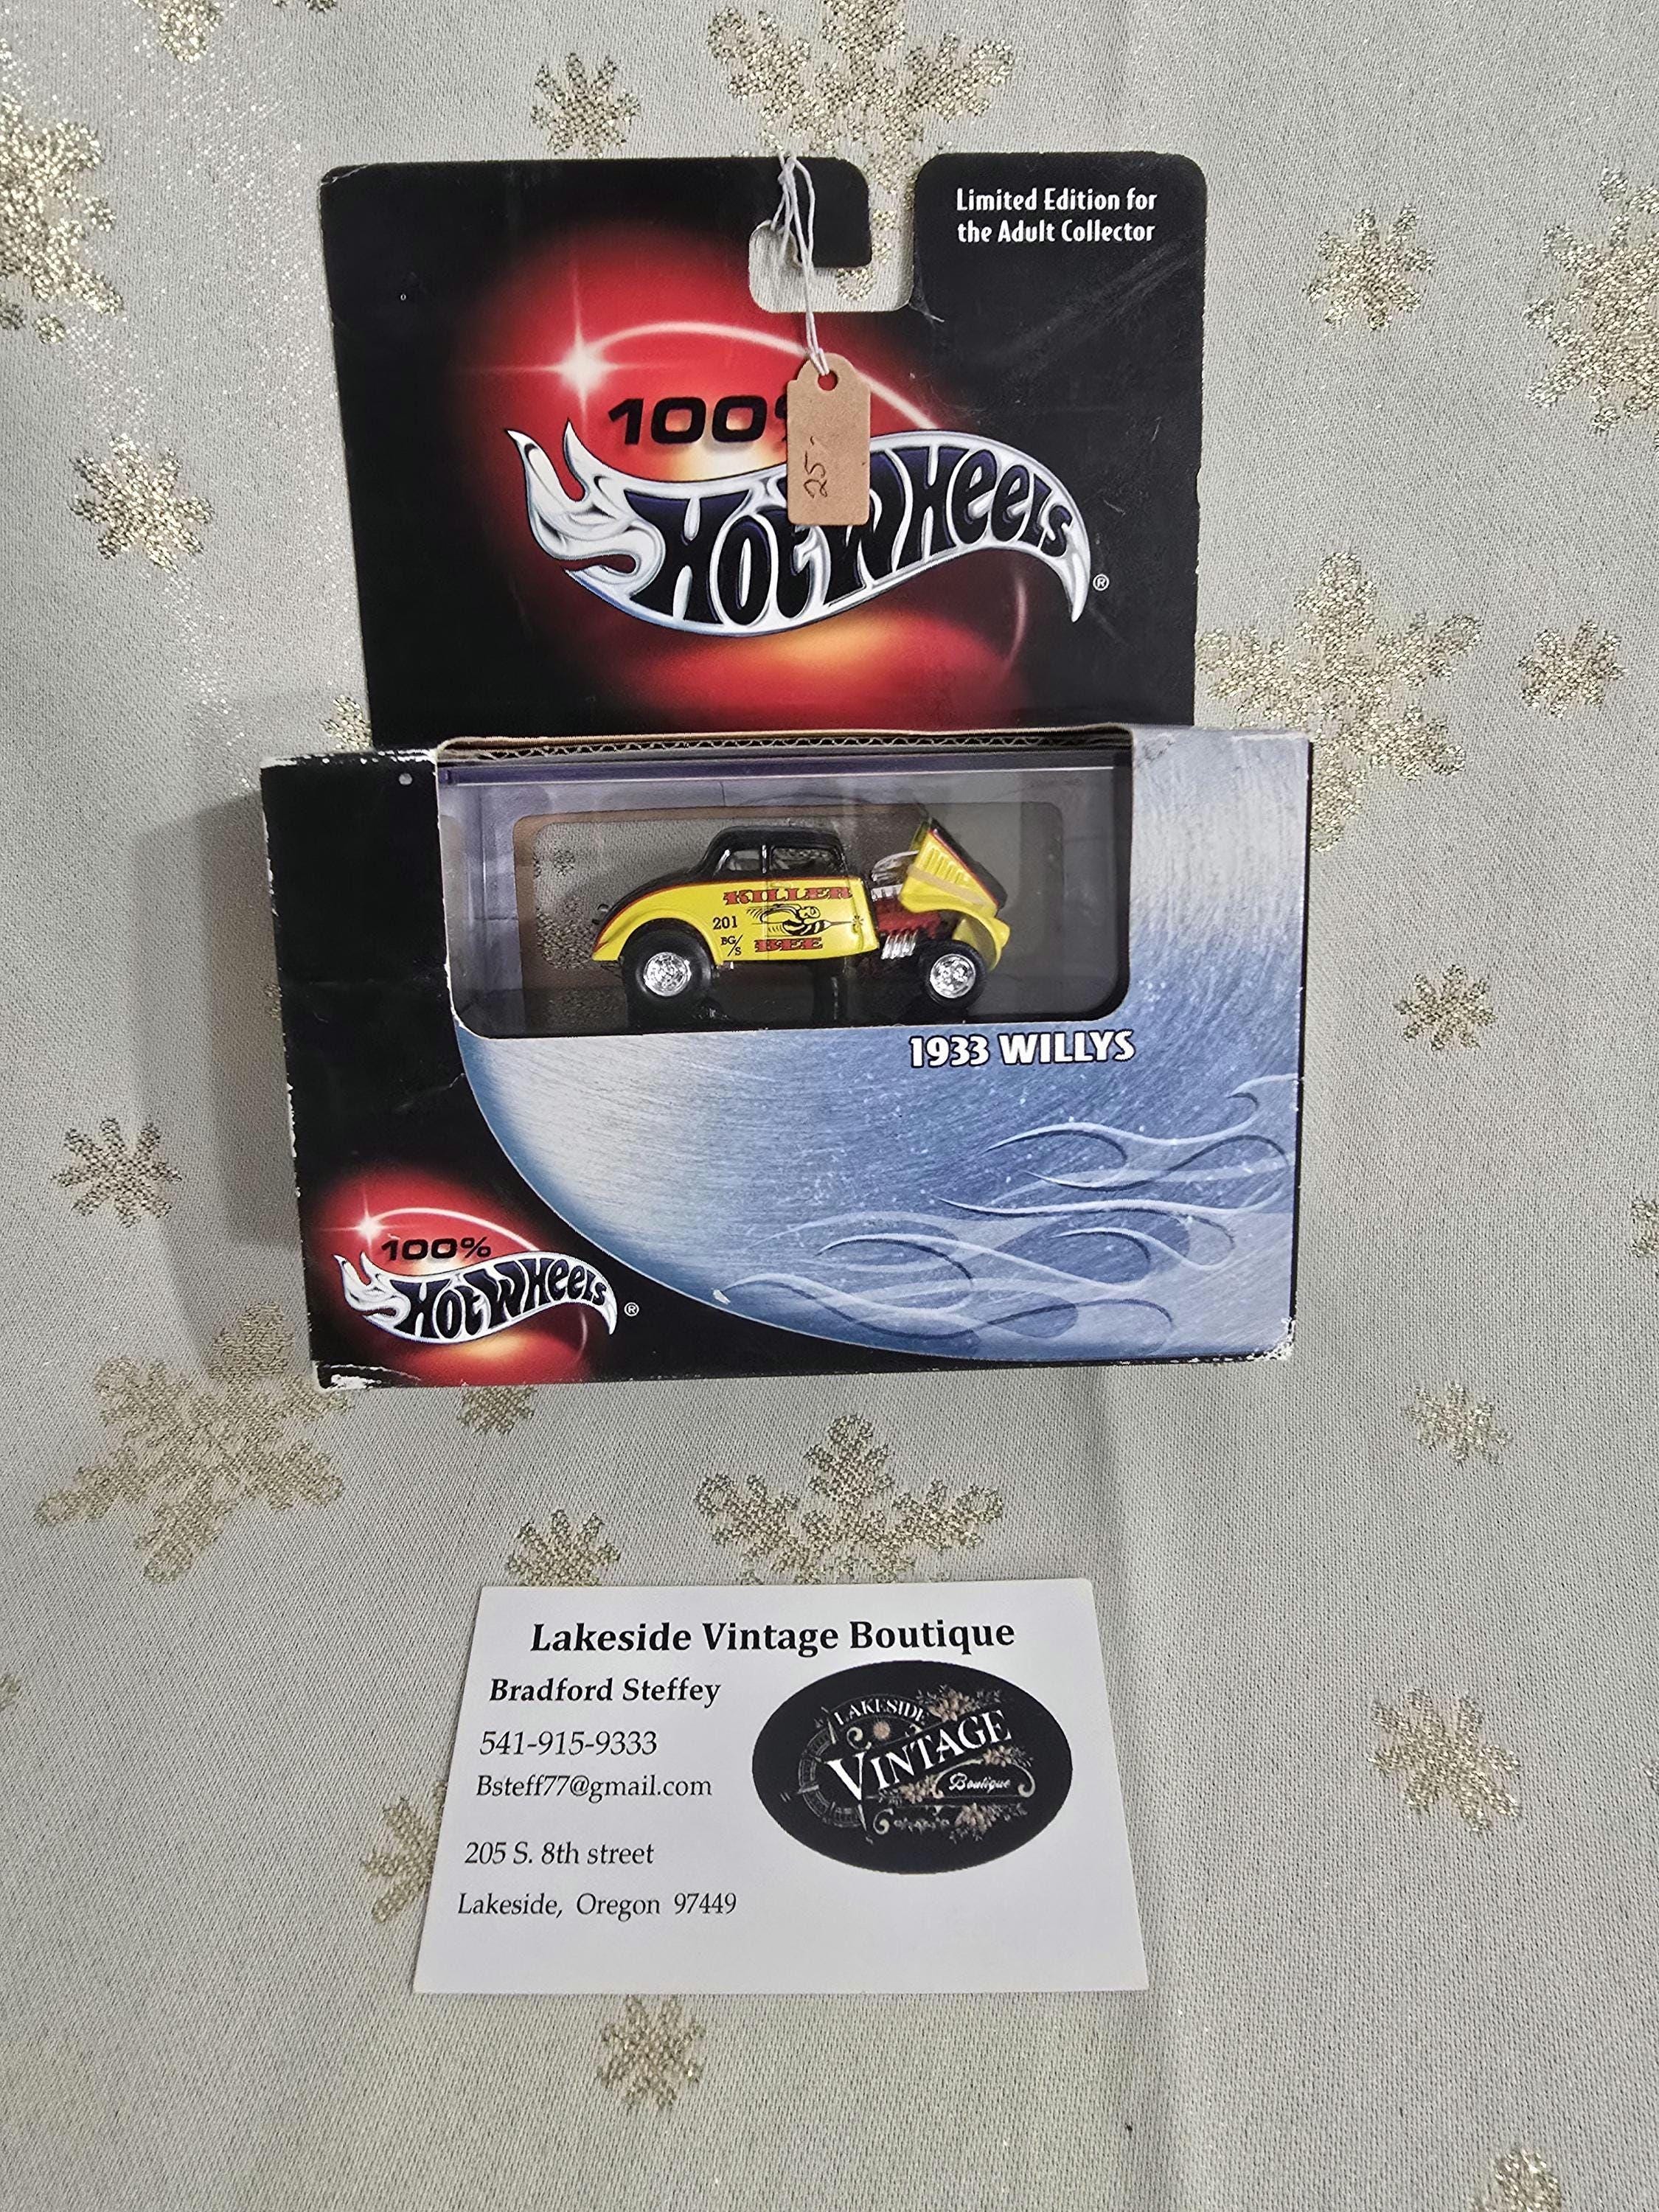 Limited Edition for
the Adult Collector
100%
Hot Wheels ®
25-
KILLER
201
BG/S
BEE
1933 WILLYS
100%
Hot Wheels ®
Lakeside Vintage Boutique
Bradford Steffey
541-915-9333
Bsteff77@gmail.com
205 S. 8th street
Lakeside, Oregon 97449
LAKESIDE
VINTAGE
Boutique